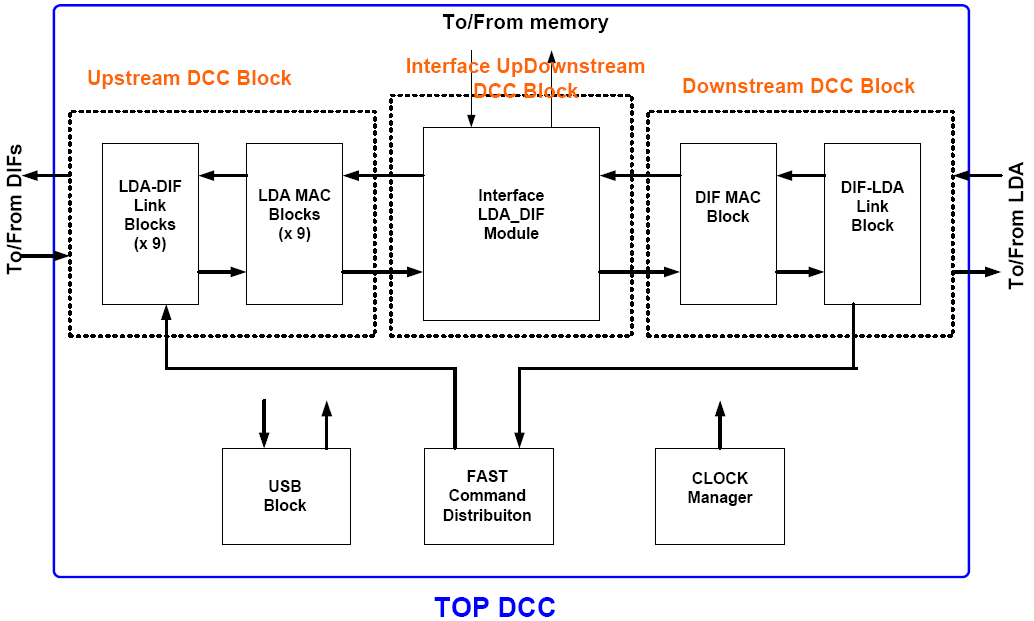 To/From memory
Upstream DCC Block
Interface UpDownstream
DCC Block
Downstream DCC Block
To/From DIFs
LDA-DIF
Link
Blocks
(x 9)
LDA MAC
Blocks
(x 9)
Interface
LDA_DIF
Module
DIF MAC
Block
DIF-LDA
Link
Block
To/From LDA
USB
Block
FAST
Command
Distribuiton
CLOCK
Manager
TOP DCC